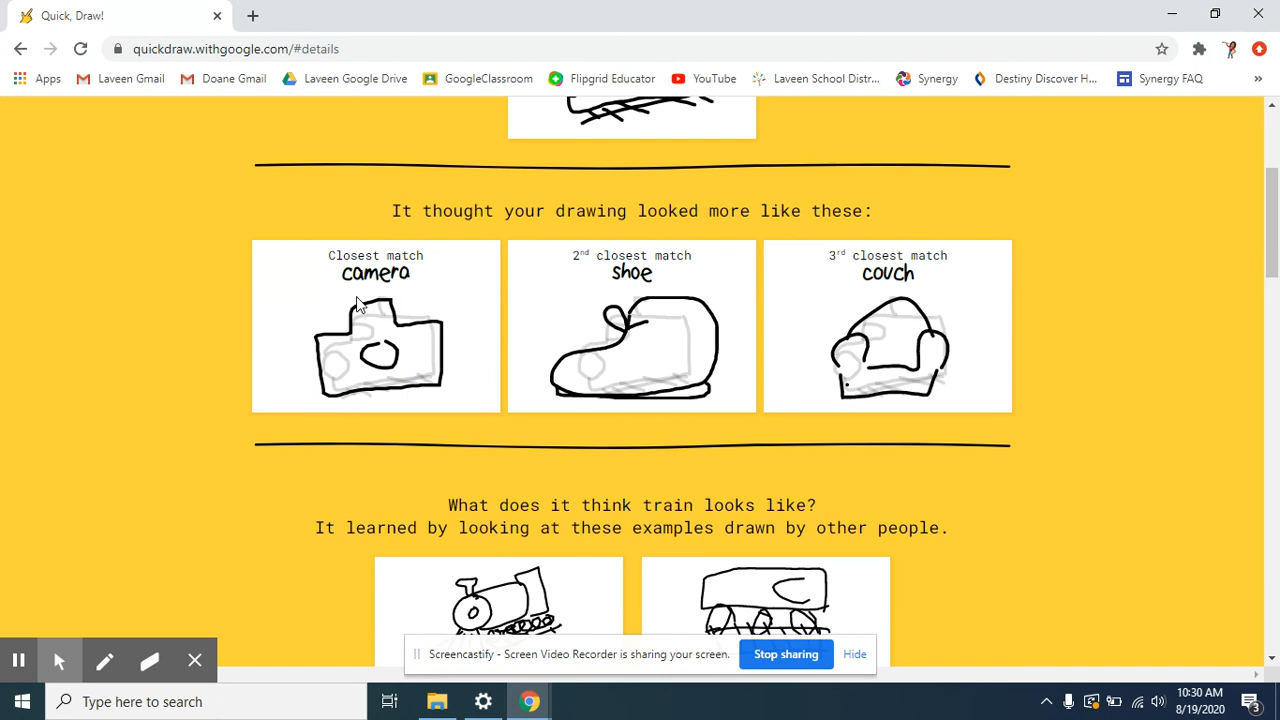 Quick, Draw!
quickdraw.withgoogle.com/#details
Apps
Laveen Gmail
Doane Gmail
Laveen Google Drive
GoogleClassroom
Flipgrid Educator
YouTube
Laveen School Distr...
Synergy
Destiny Discover H...
Synergy FAQ
It thought your drawing looked more like these:
Closest match
camera
2nd closest match
shoe
3rd closest match
couch
What does it think train looks like?
It learned by looking at these examples drawn by other people.
Screencastify - Screen Video Recorder is sharing your screen.
Stop sharing
Hide
Type here to search
10:30 AM
8/19/2020
3